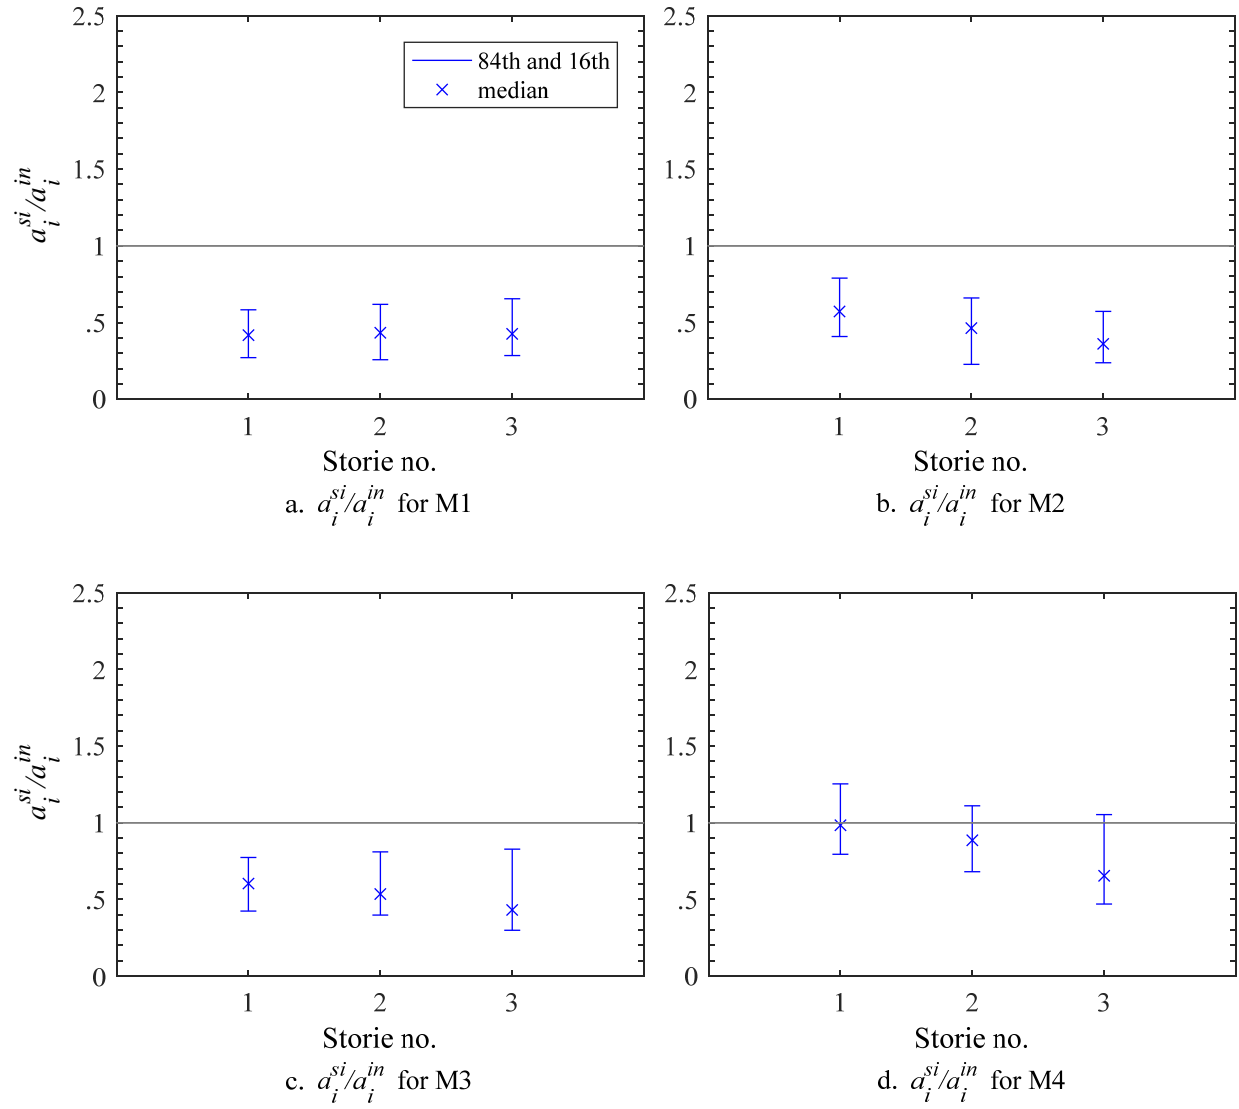 2.5
2
1.5
1
.5
0
a_i^{si}/a_i^{in}
84th and 16th
median
1 2 3
Storie no.
a. a_i^{si}/a_i^{in} for M1
2.5
2
1.5
1
.5
0
1 2 3
Storie no.
b. a_i^{si}/a_i^{in} for M2
2.5
2
1.5
1
.5
0
a_i^{si}/a_i^{in}
1 2 3
Storie no.
c. a_i^{si}/a_i^{in} for M3
2.5
2
1.5
1
.5
0
1 2 3
Storie no.
d. a_i^{si}/a_i^{in} for M4